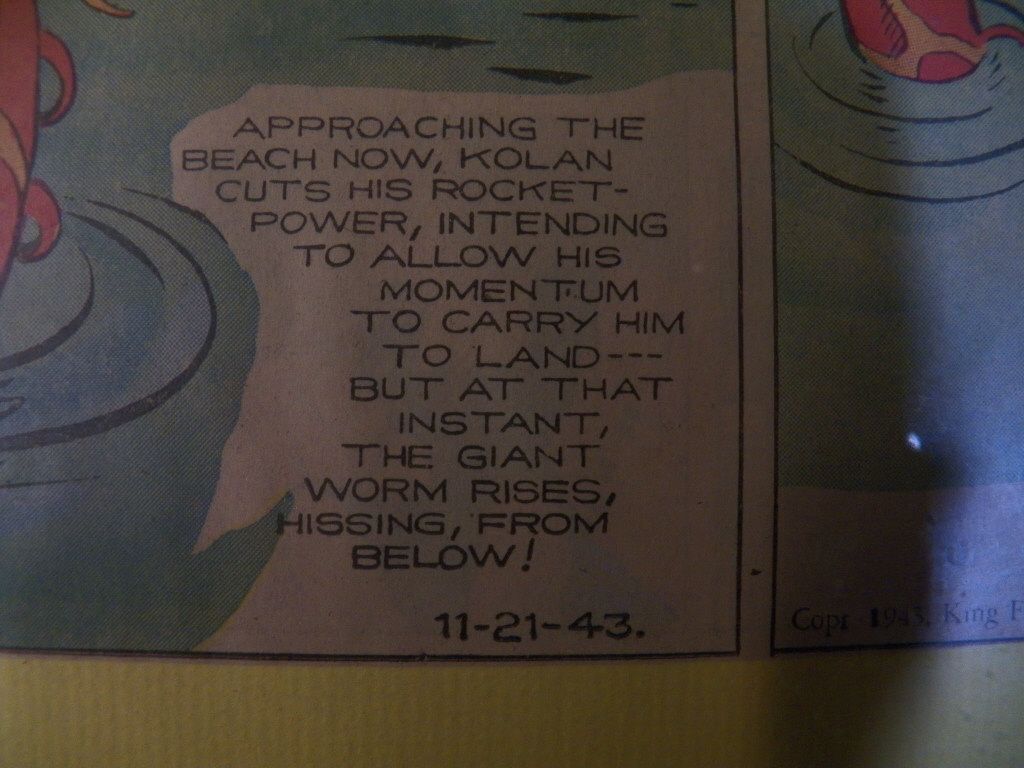 APPROACHING THE
BEACH NOW, KOLAN
CUTS HIS ROCKET-
POWER, INTENDING
TO ALLOW HIS
MOMENTUM
TO CARRY HIM
TO LAND---
BUT AT THAT
INSTANT,
THE GIANT
WORM RISES,
HISSING, FROM
BELOW!
11-21-43.
Copr 1943, King F